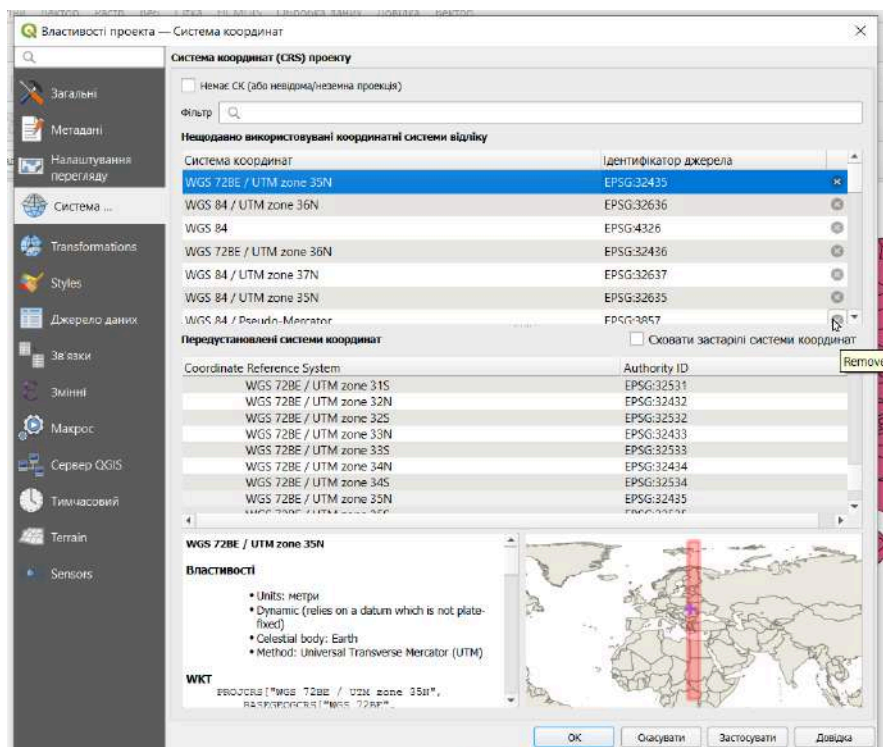 Властивості проекта — Система координат
Система координат (CRS) проекту
Немає СК (або невідома/неземна проекція)
Фільтр
Нещодавно використовувані координатні системи відліку
Система координат Ідентифікатор джерела
WGS 72BE / UTM zone 35N EPSG:32435
WGS 84 / UTM zone 36N EPSG:32636
WGS 84 EPSG:4326
WGS 72BE / UTM zone 36N EPSG:32436
WGS 84 / UTM zone 37N EPSG:32637
WGS 84 / UTM zone 35N EPSG:32635
WGS 84 / Pseudo-Mercator EPSG:3857
Передустановлені системи координат Сховати застарілі системи координат
Remove
Coordinate Reference System Authority ID
WGS 72BE / UTM zone 31S EPSG:32531
WGS 72BE / UTM zone 32N EPSG:32432
WGS 72BE / UTM zone 32S EPSG:32532
WGS 72BE / UTM zone 33N EPSG:32433
WGS 72BE / UTM zone 33S EPSG:32533
WGS 72BE / UTM zone 34N EPSG:32434
WGS 72BE / UTM zone 34S EPSG:32534
WGS 72BE / UTM zone 35N EPSG:32435
WGS 72BE / UTM zone 35N
Властивості
• Units: метри
• Dynamic (relies on a datum which is not plate-
fixed)
• Celestial body: Earth
• Method: Universal Transverse Mercator (UTM)
WKT
PROJCRS["WGS 72BE / UTM zone 35N",
BASEGEOGCRS["WGS 72BE",
Загальні
Метадані
Налаштування
перегляду
Система ...
Transformations
Styles
Джерело даних
Зв'язки
Змінні
Макрос
Сервер QGIS
Тимчасовий
Terrain
Sensors
ОК Скасувати Застосувати Довідка